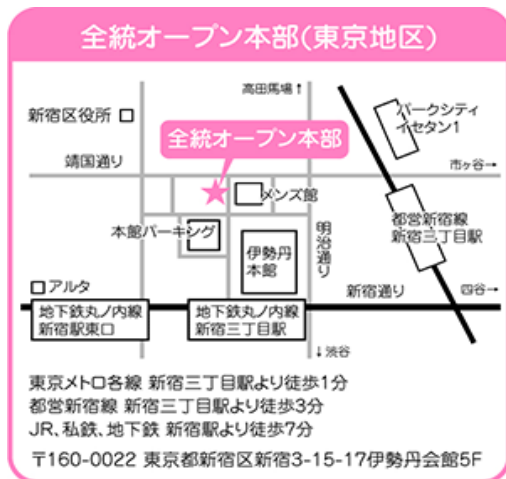 全統オープン本部(東京地区)
高田馬場↑
新宿区役所
パークシティ
イセタン1
全統オープン本部
靖国通り
市ヶ谷→
メンズ館
本館パーキング
伊勢丹
本館
明治通り
都営新宿線
新宿三丁目駅
アルタ
新宿通り
四谷→
地下鉄丸ノ内線
新宿駅東口
地下鉄丸ノ内線
新宿三丁目駅
↓渋谷
東京メトロ各線 新宿三丁目駅より徒歩1分
都営新宿線 新宿三丁目駅より徒歩3分
JR、私鉄、地下鉄 新宿駅より徒歩7分
〒160-0022 東京都新宿区新宿3-15-17伊勢丹会館5F